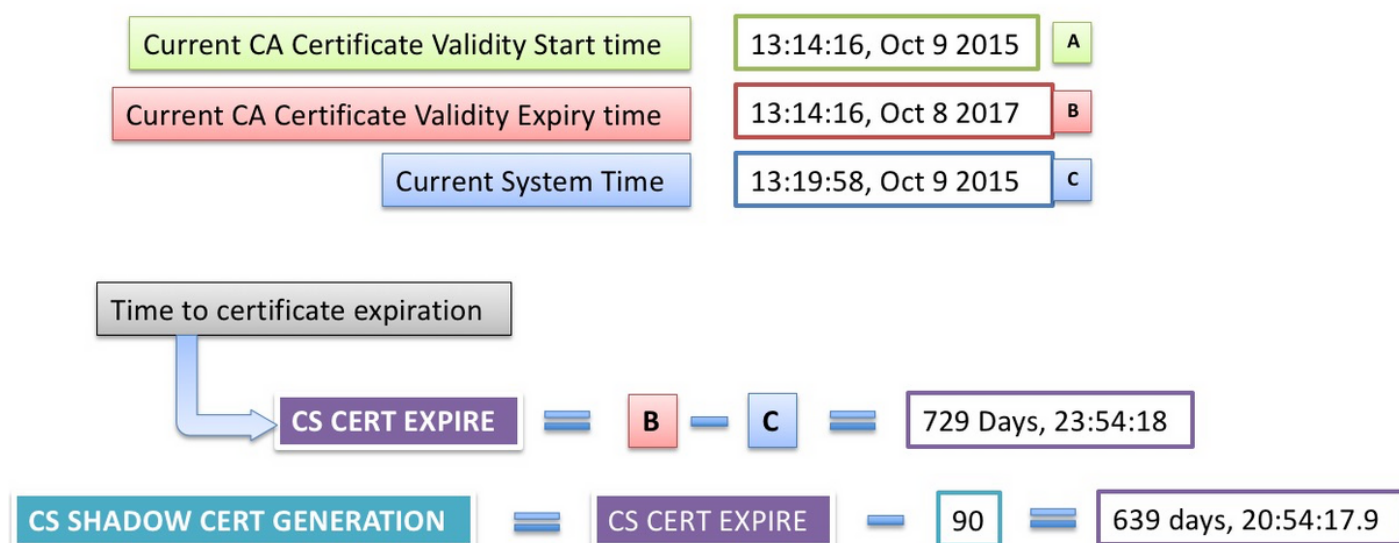 Current CA Certificate Validity Start time 13:14:16, Oct 9 2015 A
Current CA Certificate Validity Expiry time 13:14:16, Oct 8 2017 B
Current System Time 13:19:58, Oct 9 2015 C
Time to certificate expiration
CS CERT EXPIRE = B - C = 729 Days, 23:54:18
CS SHADOW CERT GENERATION = CS CERT EXPIRE - 90 = 639 days, 20:54:17.9